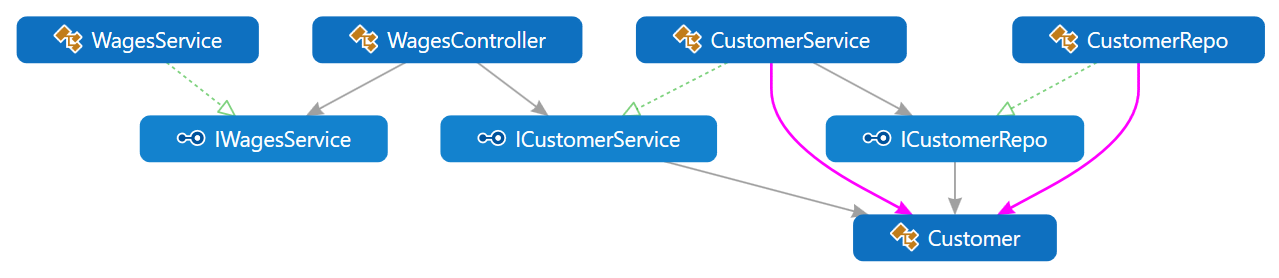 WagesService
WagesController
CustomerService
CustomerRepo
IWagesService
ICustomerService
ICustomerRepo
Customer